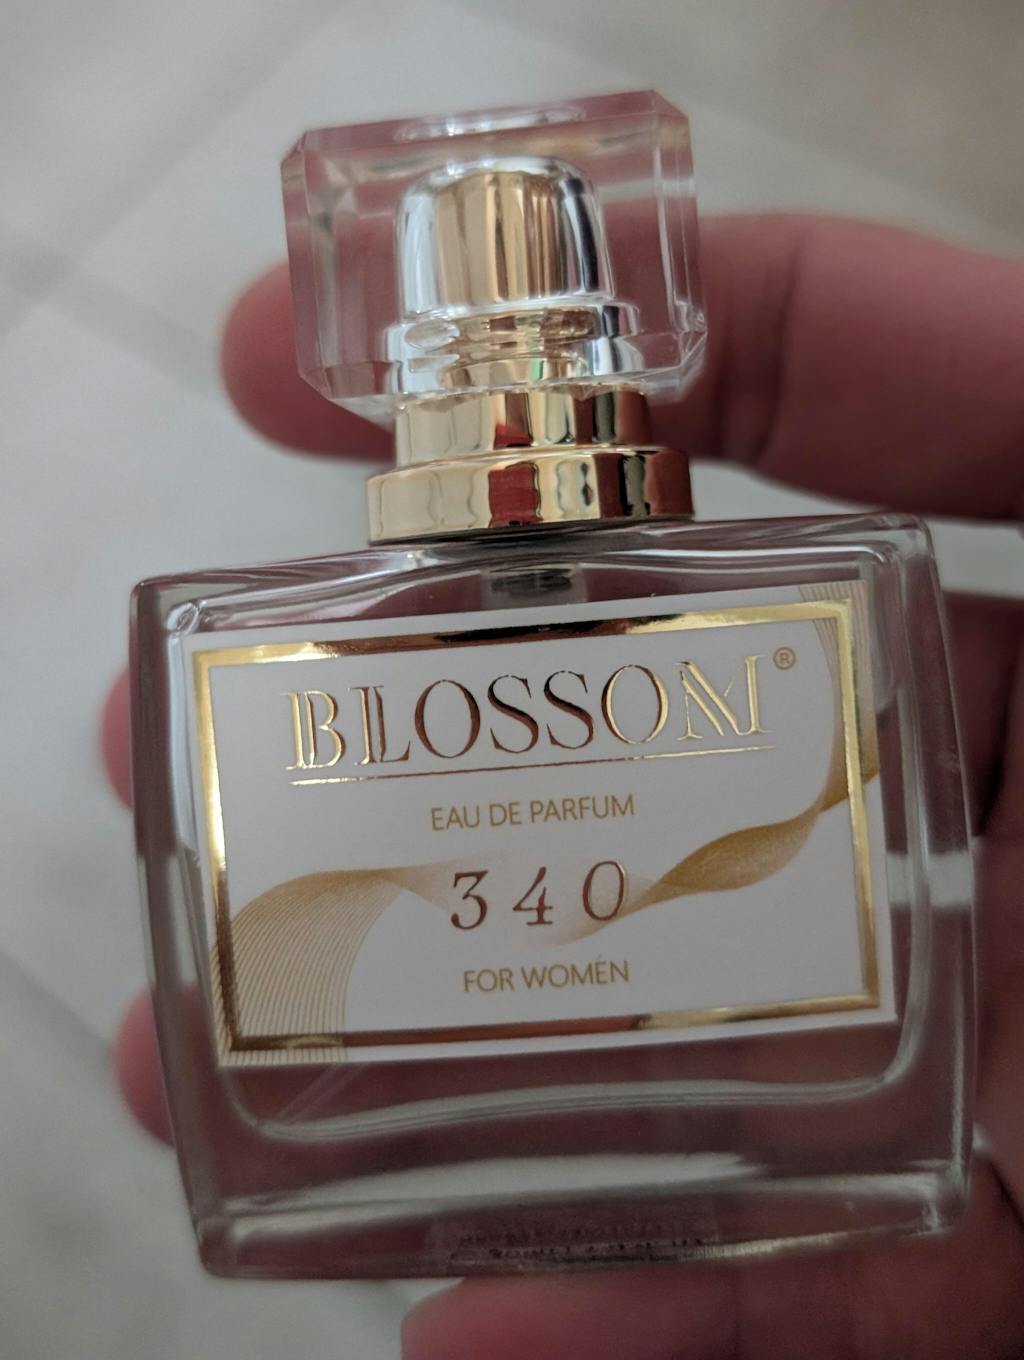 BLOSSOM®
EAU DE PARFUM
340
FOR WOMEN